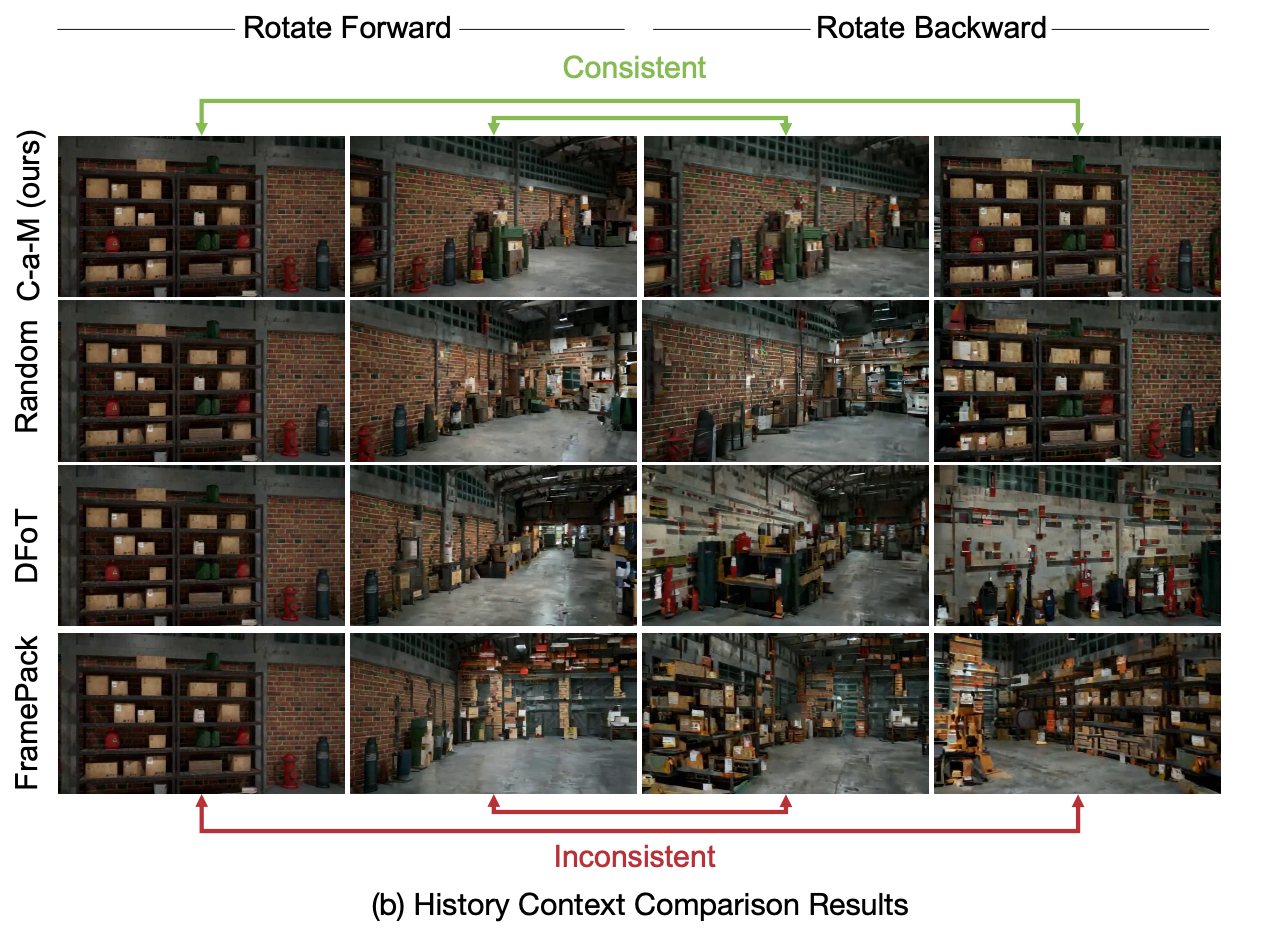 Rotate Forward
Rotate Backward
Consistent
C-a-M (ours)
Random
DFoT
FramePack
Inconsistent
(b) History Context Comparison Results